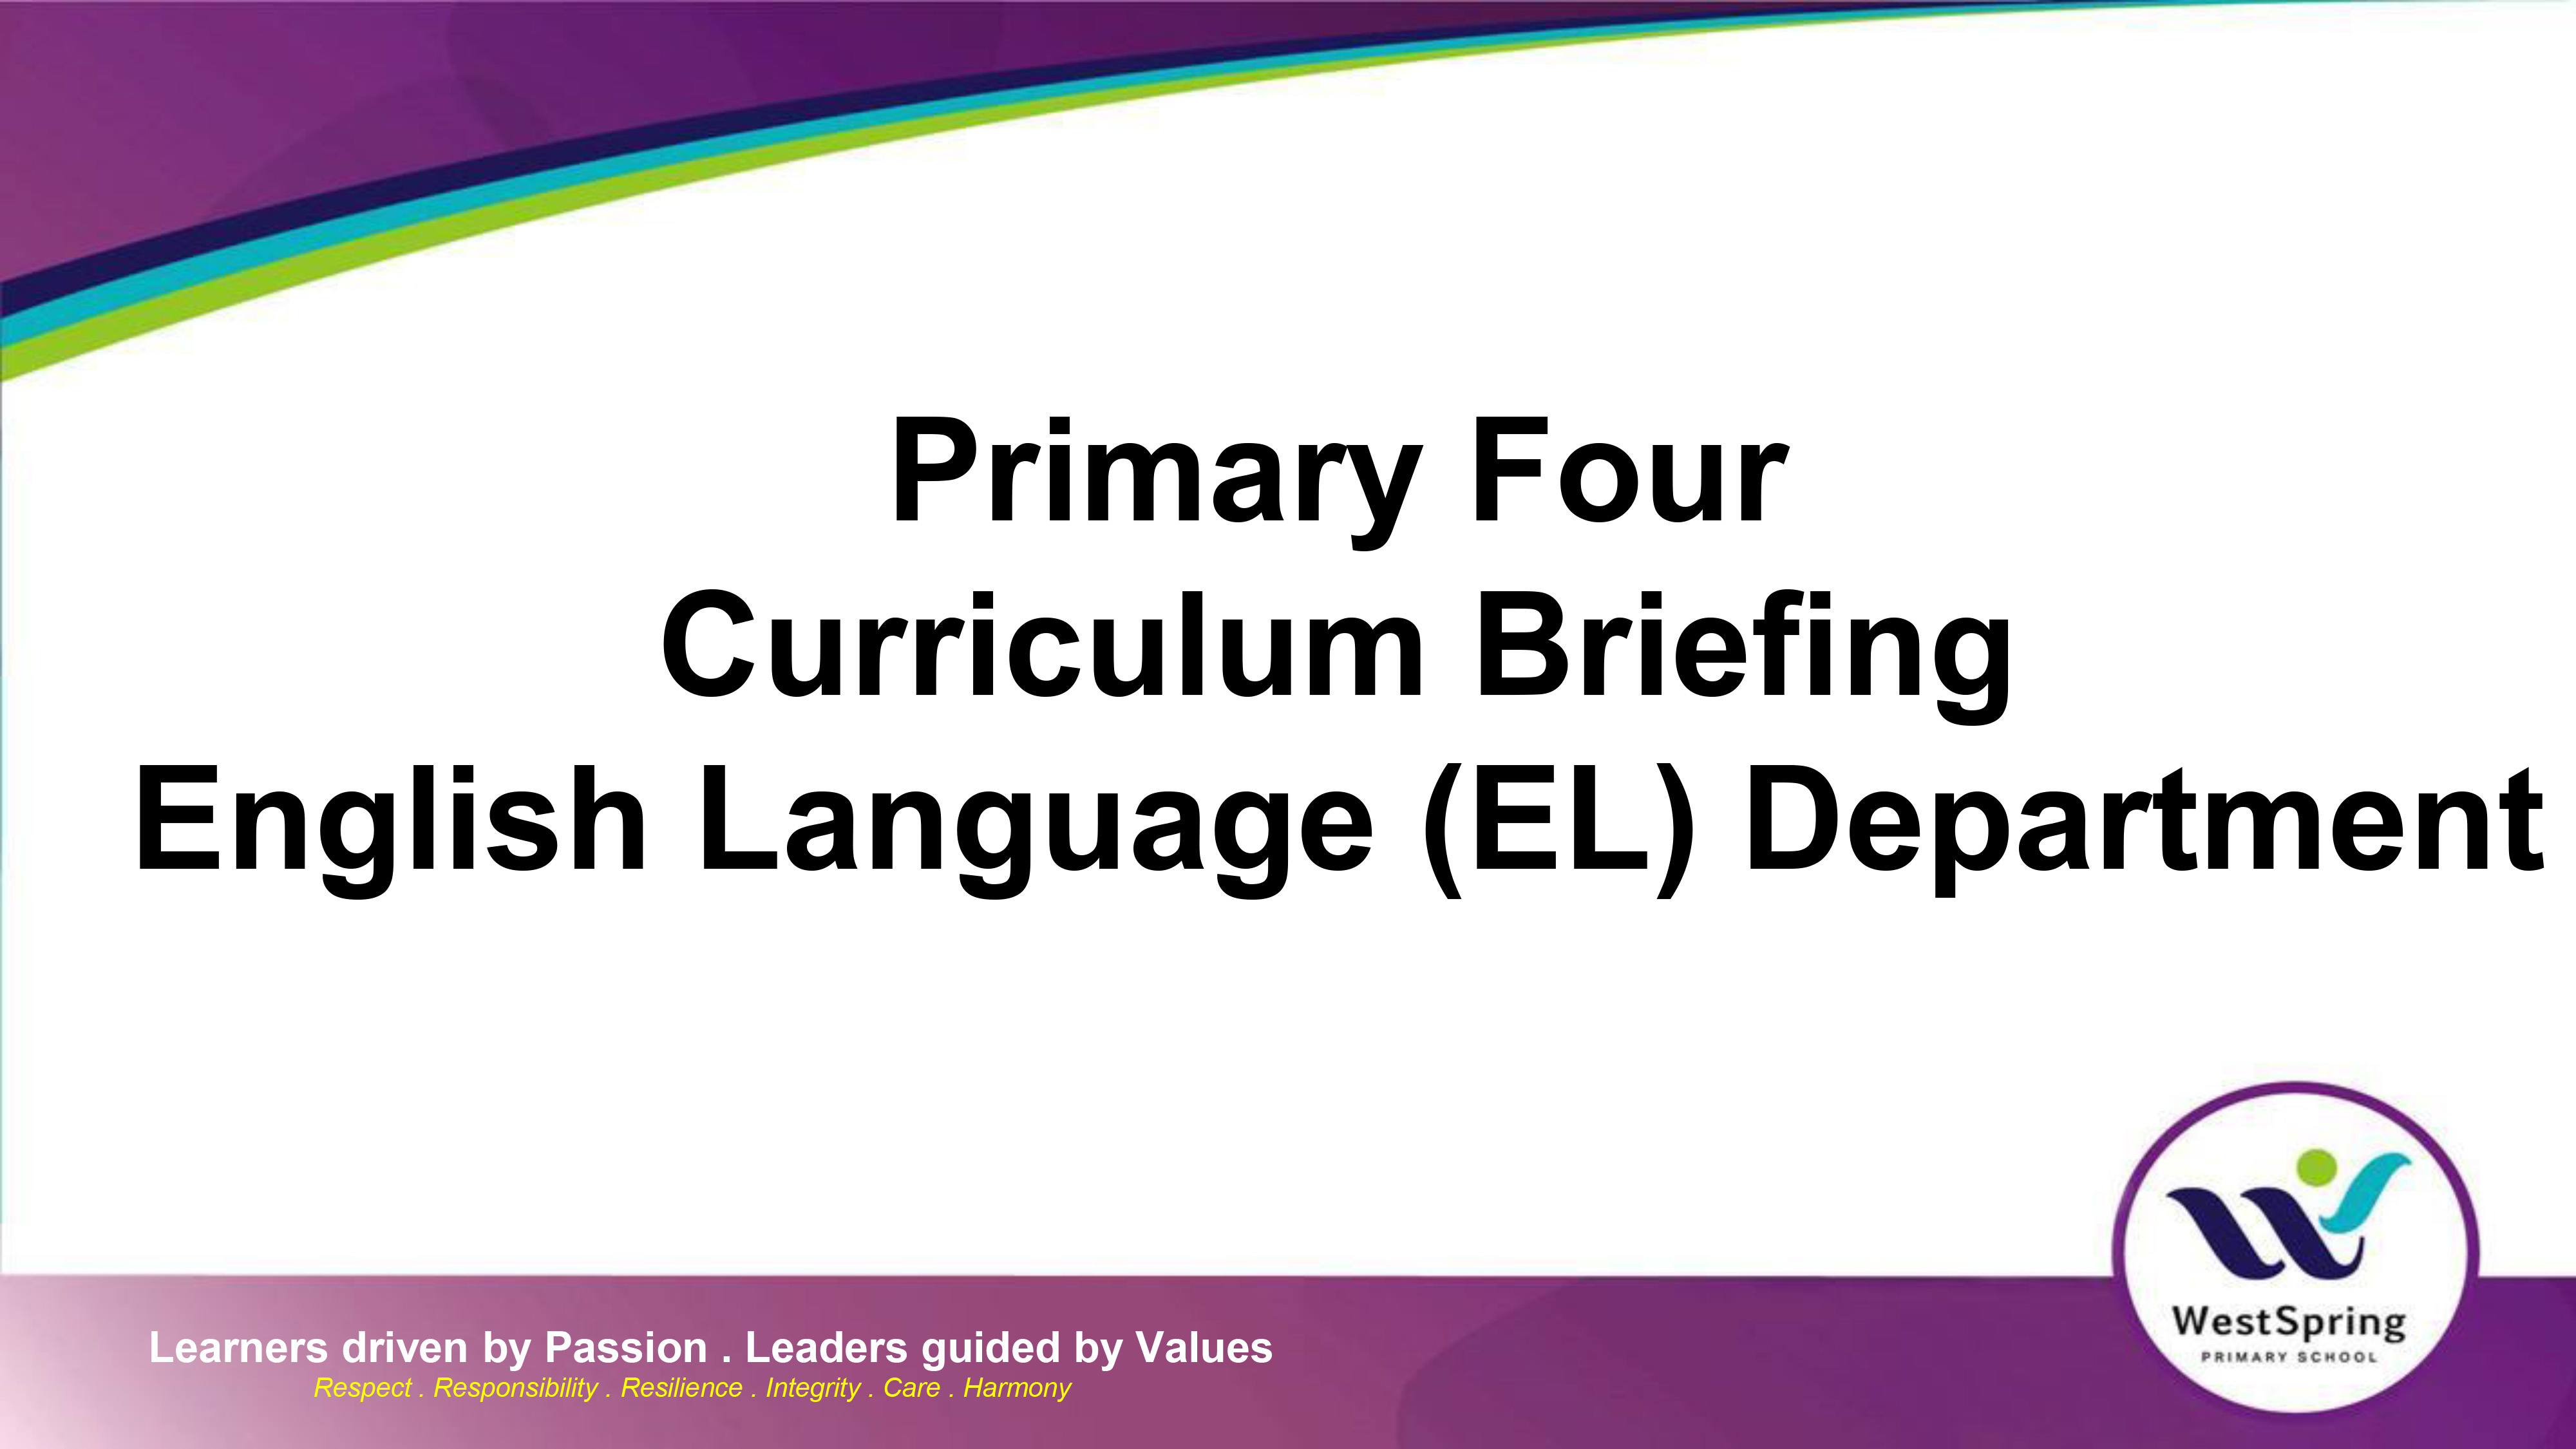 Primary Four
Curriculum Briefing
English Language (EL) Department
WestSpring
PRIMARY SCHOOL
Learners driven by Passion . Leaders guided by Values
Respect . Responsibility . Resilience . Integrity . Care . Harmony